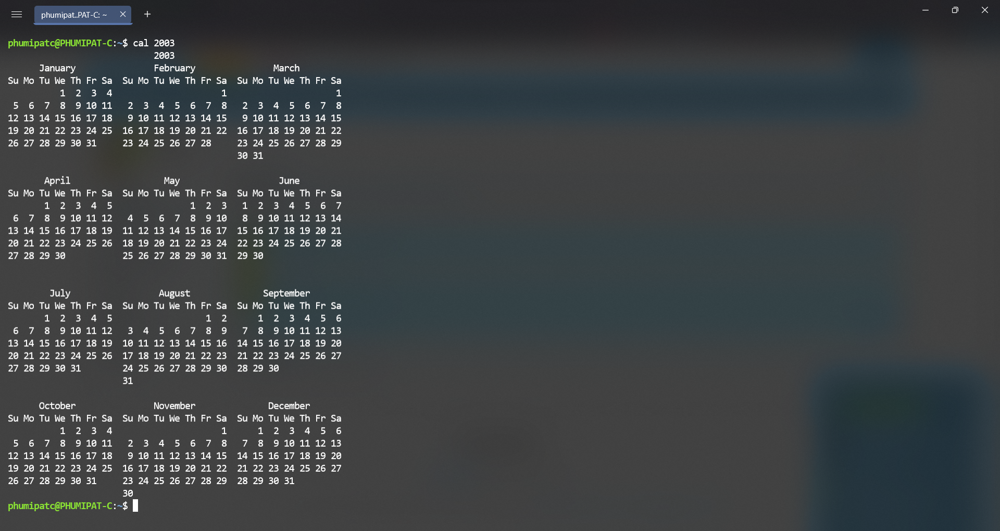 phumipat..PAT-C: ~
phumipatc@PHUMIPAT-C:~$ cal 2003
                            2003
      January               February               March
Su Mo Tu We Th Fr Sa  Su Mo Tu We Th Fr Sa  Su Mo Tu We Th Fr Sa
          1  2  3  4                     1                     1
 5  6  7  8  9 10 11   2  3  4  5  6  7  8   2  3  4  5  6  7  8
12 13 14 15 16 17 18   9 10 11 12 13 14 15   9 10 11 12 13 14 15
19 20 21 22 23 24 25  16 17 18 19 20 21 22  16 17 18 19 20 21 22
26 27 28 29 30 31     23 24 25 26 27 28     23 24 25 26 27 28 29
                                            30 31
       April                  May                   June
Su Mo Tu We Th Fr Sa  Su Mo Tu We Th Fr Sa  Su Mo Tu We Th Fr Sa
       1  2  3  4  5               1  2  3   1  2  3  4  5  6  7
 6  7  8  9 10 11 12   4  5  6  7  8  9 10   8  9 10 11 12 13 14
13 14 15 16 17 18 19  11 12 13 14 15 16 17  15 16 17 18 19 20 21
20 21 22 23 24 25 26  18 19 20 21 22 23 24  22 23 24 25 26 27 28
27 28 29 30           25 26 27 28 29 30 31  29 30
        July                 August              September
Su Mo Tu We Th Fr Sa  Su Mo Tu We Th Fr Sa  Su Mo Tu We Th Fr Sa
       1  2  3  4  5                  1  2      1  2  3  4  5  6
 6  7  8  9 10 11 12   3  4  5  6  7  8  9   7  8  9 10 11 12 13
13 14 15 16 17 18 19  10 11 12 13 14 15 16  14 15 16 17 18 19 20
20 21 22 23 24 25 26  17 18 19 20 21 22 23  21 22 23 24 25 26 27
27 28 29 30 31        24 25 26 27 28 29 30  28 29 30
                      31
      October               November              December
Su Mo Tu We Th Fr Sa  Su Mo Tu We Th Fr Sa  Su Mo Tu We Th Fr Sa
          1  2  3  4                     1      1  2  3  4  5  6
 5  6  7  8  9 10 11   2  3  4  5  6  7  8   7  8  9 10 11 12 13
12 13 14 15 16 17 18   9 10 11 12 13 14 15  14 15 16 17 18 19 20
19 20 21 22 23 24 25  16 17 18 19 20 21 22  21 22 23 24 25 26 27
26 27 28 29 30 31     23 24 25 26 27 28 29  28 29 30 31
                      30
phumipatc@PHUMIPAT-C:~$